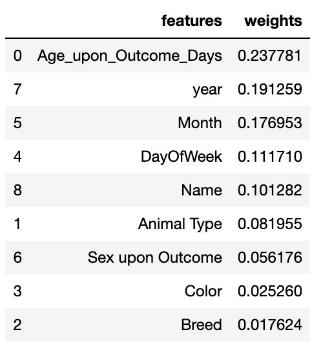 features weights
0 Age_upon_Outcome_Days 0.237781
7 year 0.191259
5 Month 0.176953
4 DayOfWeek 0.111710
8 Name 0.101282
1 Animal Type 0.081955
6 Sex upon Outcome 0.056176
3 Color 0.025260
2 Breed 0.017624